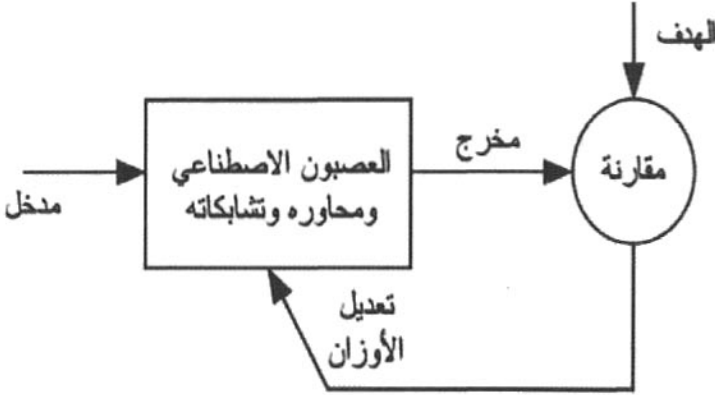 الهدف
مخرج
مقارنة
العصبون الاصطناعي
ومحاوره وتشابكاته
مدخل
تعديل
الأوزان